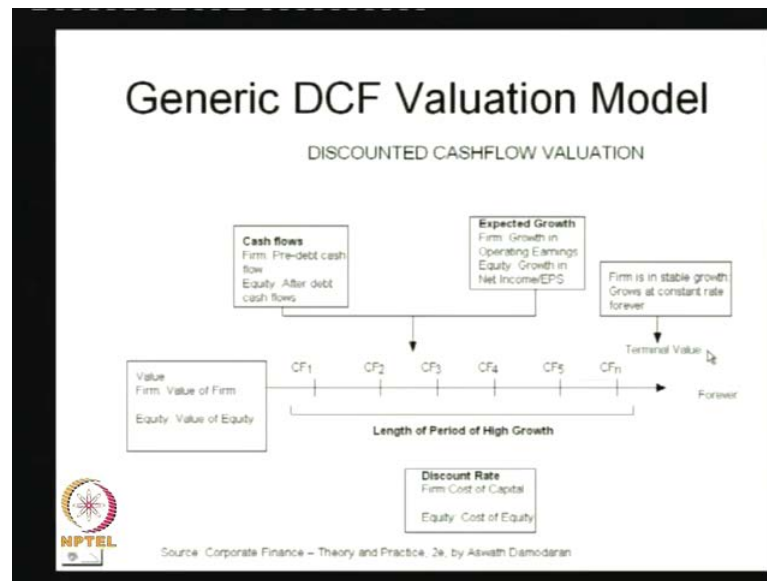 Generic DCF Valuation Model
DISCOUNTED CASHFLOW VALUATION
Cash flows
Firm: Pre-debt cash
flow
Equity: After debt
cash flows
Expected Growth
Firm: Growth in
Operating Earnings
Equity: Growth in
Net Income/EPS
Firm is in stable growth:
Grows at constant rate
forever
Terminal Value
CF1 CF2 CF3 CF4 CF5 CFn
Forever
Value
Firm: Value of Firm
Equity: Value of Equity
Length of Period of High Growth
Discount Rate
Firm:Cost of Capital
Equity: Cost of Equity
NPTEL
Source: Corporate Finance – Theory and Practice, 2e, by Aswath Damodaran